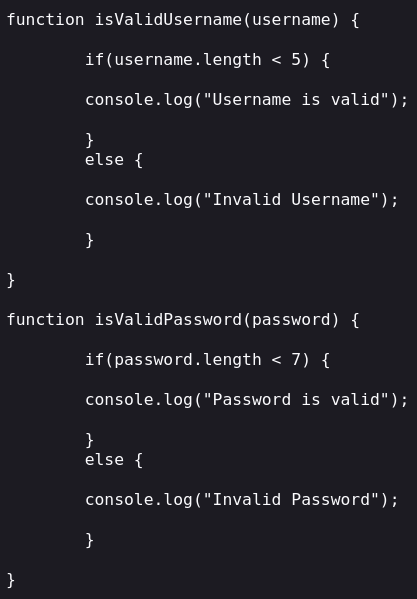 function isValidUsername(username) {
if(username.length < 5) {
console.log("Username is valid");
}
else {
console.log("Invalid Username");
}
}
function isValidPassword(password) {
if(password.length < 7) {
console.log("Password is valid");
}
else {
console.log("Invalid Password");
}
}